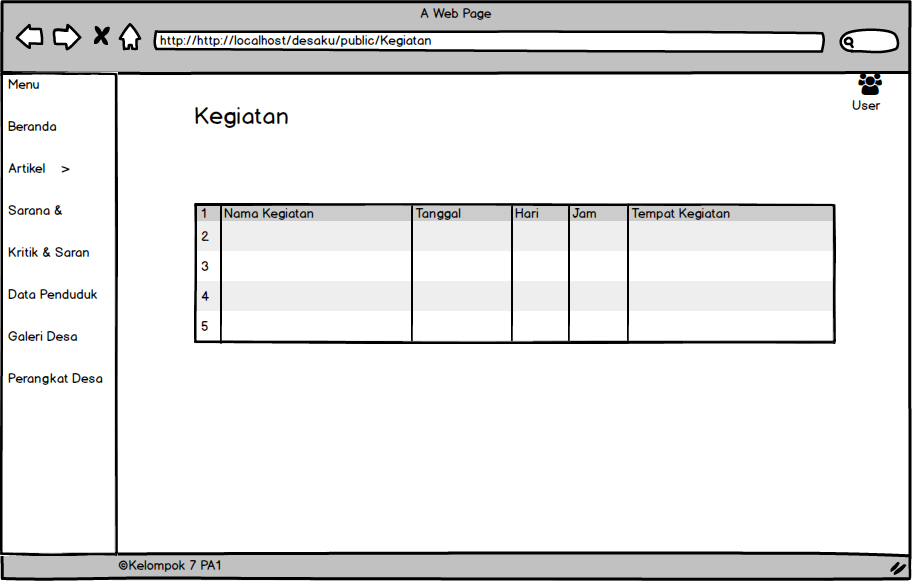 A Web Page
http://http://localhost/desaku/public/Kegiatan
Menu
User
Beranda
Kegiatan
Artikel >
Sarana &
Kritik & Saran
Data Penduduk
Galeri Desa
Perangkat Desa
1 Nama Kegiatan Tanggal Hari Jam Tempat Kegiatan
2
3
4
5
©Kelompok 7 PA1